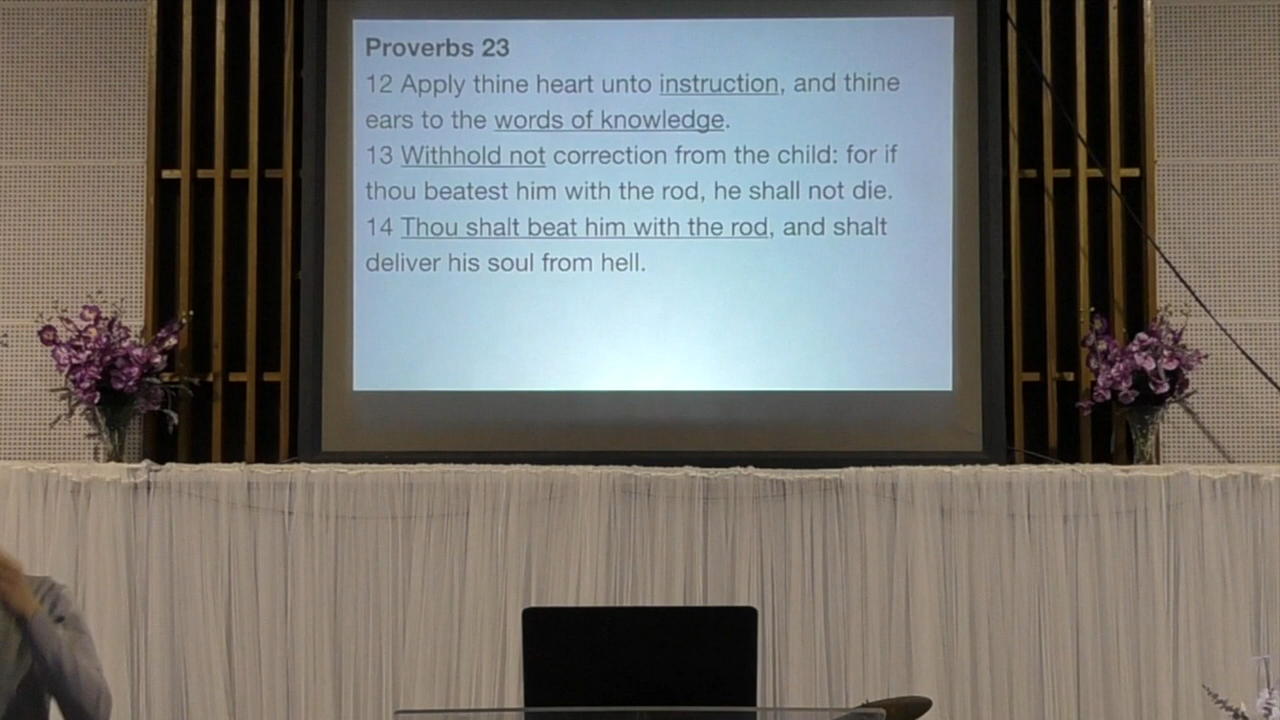 Proverbs 23
12 Apply thine heart unto instruction, and thine
ears to the words of knowledge.
13 Withhold not correction from the child: for if
thou beatest him with the rod, he shall not die.
14 Thou shalt beat him with the rod, and shalt
deliver his soul from hell.